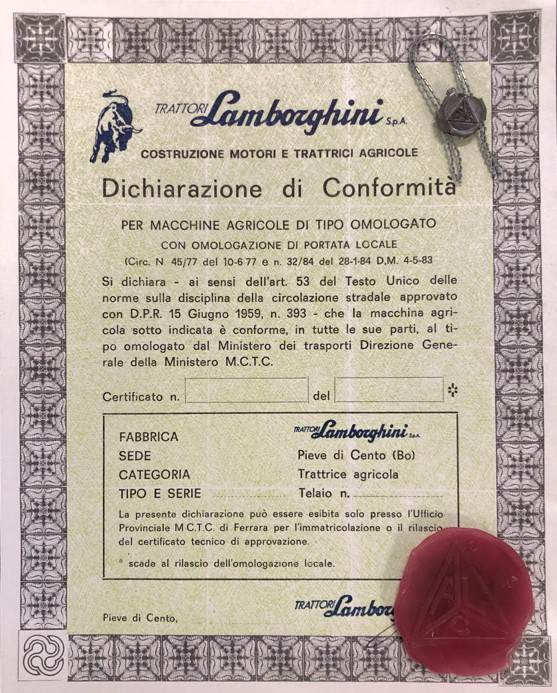 TRATTORI Lamborghini S.p.A.
COSTRUZIONE MOTORI E TRATTRICI AGRICOLE
Dichiarazione di Conformità
PER MACCHINE AGRICOLE DI TIPO OMOLOGATO
CON OMOLOGAZIONE DI PORTATA LOCALE
(Circ. N 45/77 del 10-6 77 e n. 32/84 del 28-1-84 D,M. 4-5-83
Si dichiara - ai sensi dell'art. 53 del Testo Unico delle
norme sulla disciplina della circolazione stradale approvato
con D.P.R. 15 Giugno 1959, n. 393 - che la macchina agri-
cola sotto indicata è conforme, in tutte le sue parti, al ti-
po omologato dal Ministero dei trasporti Direzione Gene-
rale della Ministero M.C.T.C.
Certificato n. del *
FABBRICA TRATTORI Lamborghini S.p.A.
SEDE Pieve di Cento (Bo)
CATEGORIA Trattrice agricola
TIPO E SERIE Telaio n.
La presente dichiarazione può essere esibita solo presso l'Ufficio
Provinciale M C.T.C. di Ferrara per l'immatricolazione o il rilascio
del certificato tecnico di approvazione.
* scade al rilascio dell'omologazione locale.
Pieve di Cento, TRATTORI Lamborg